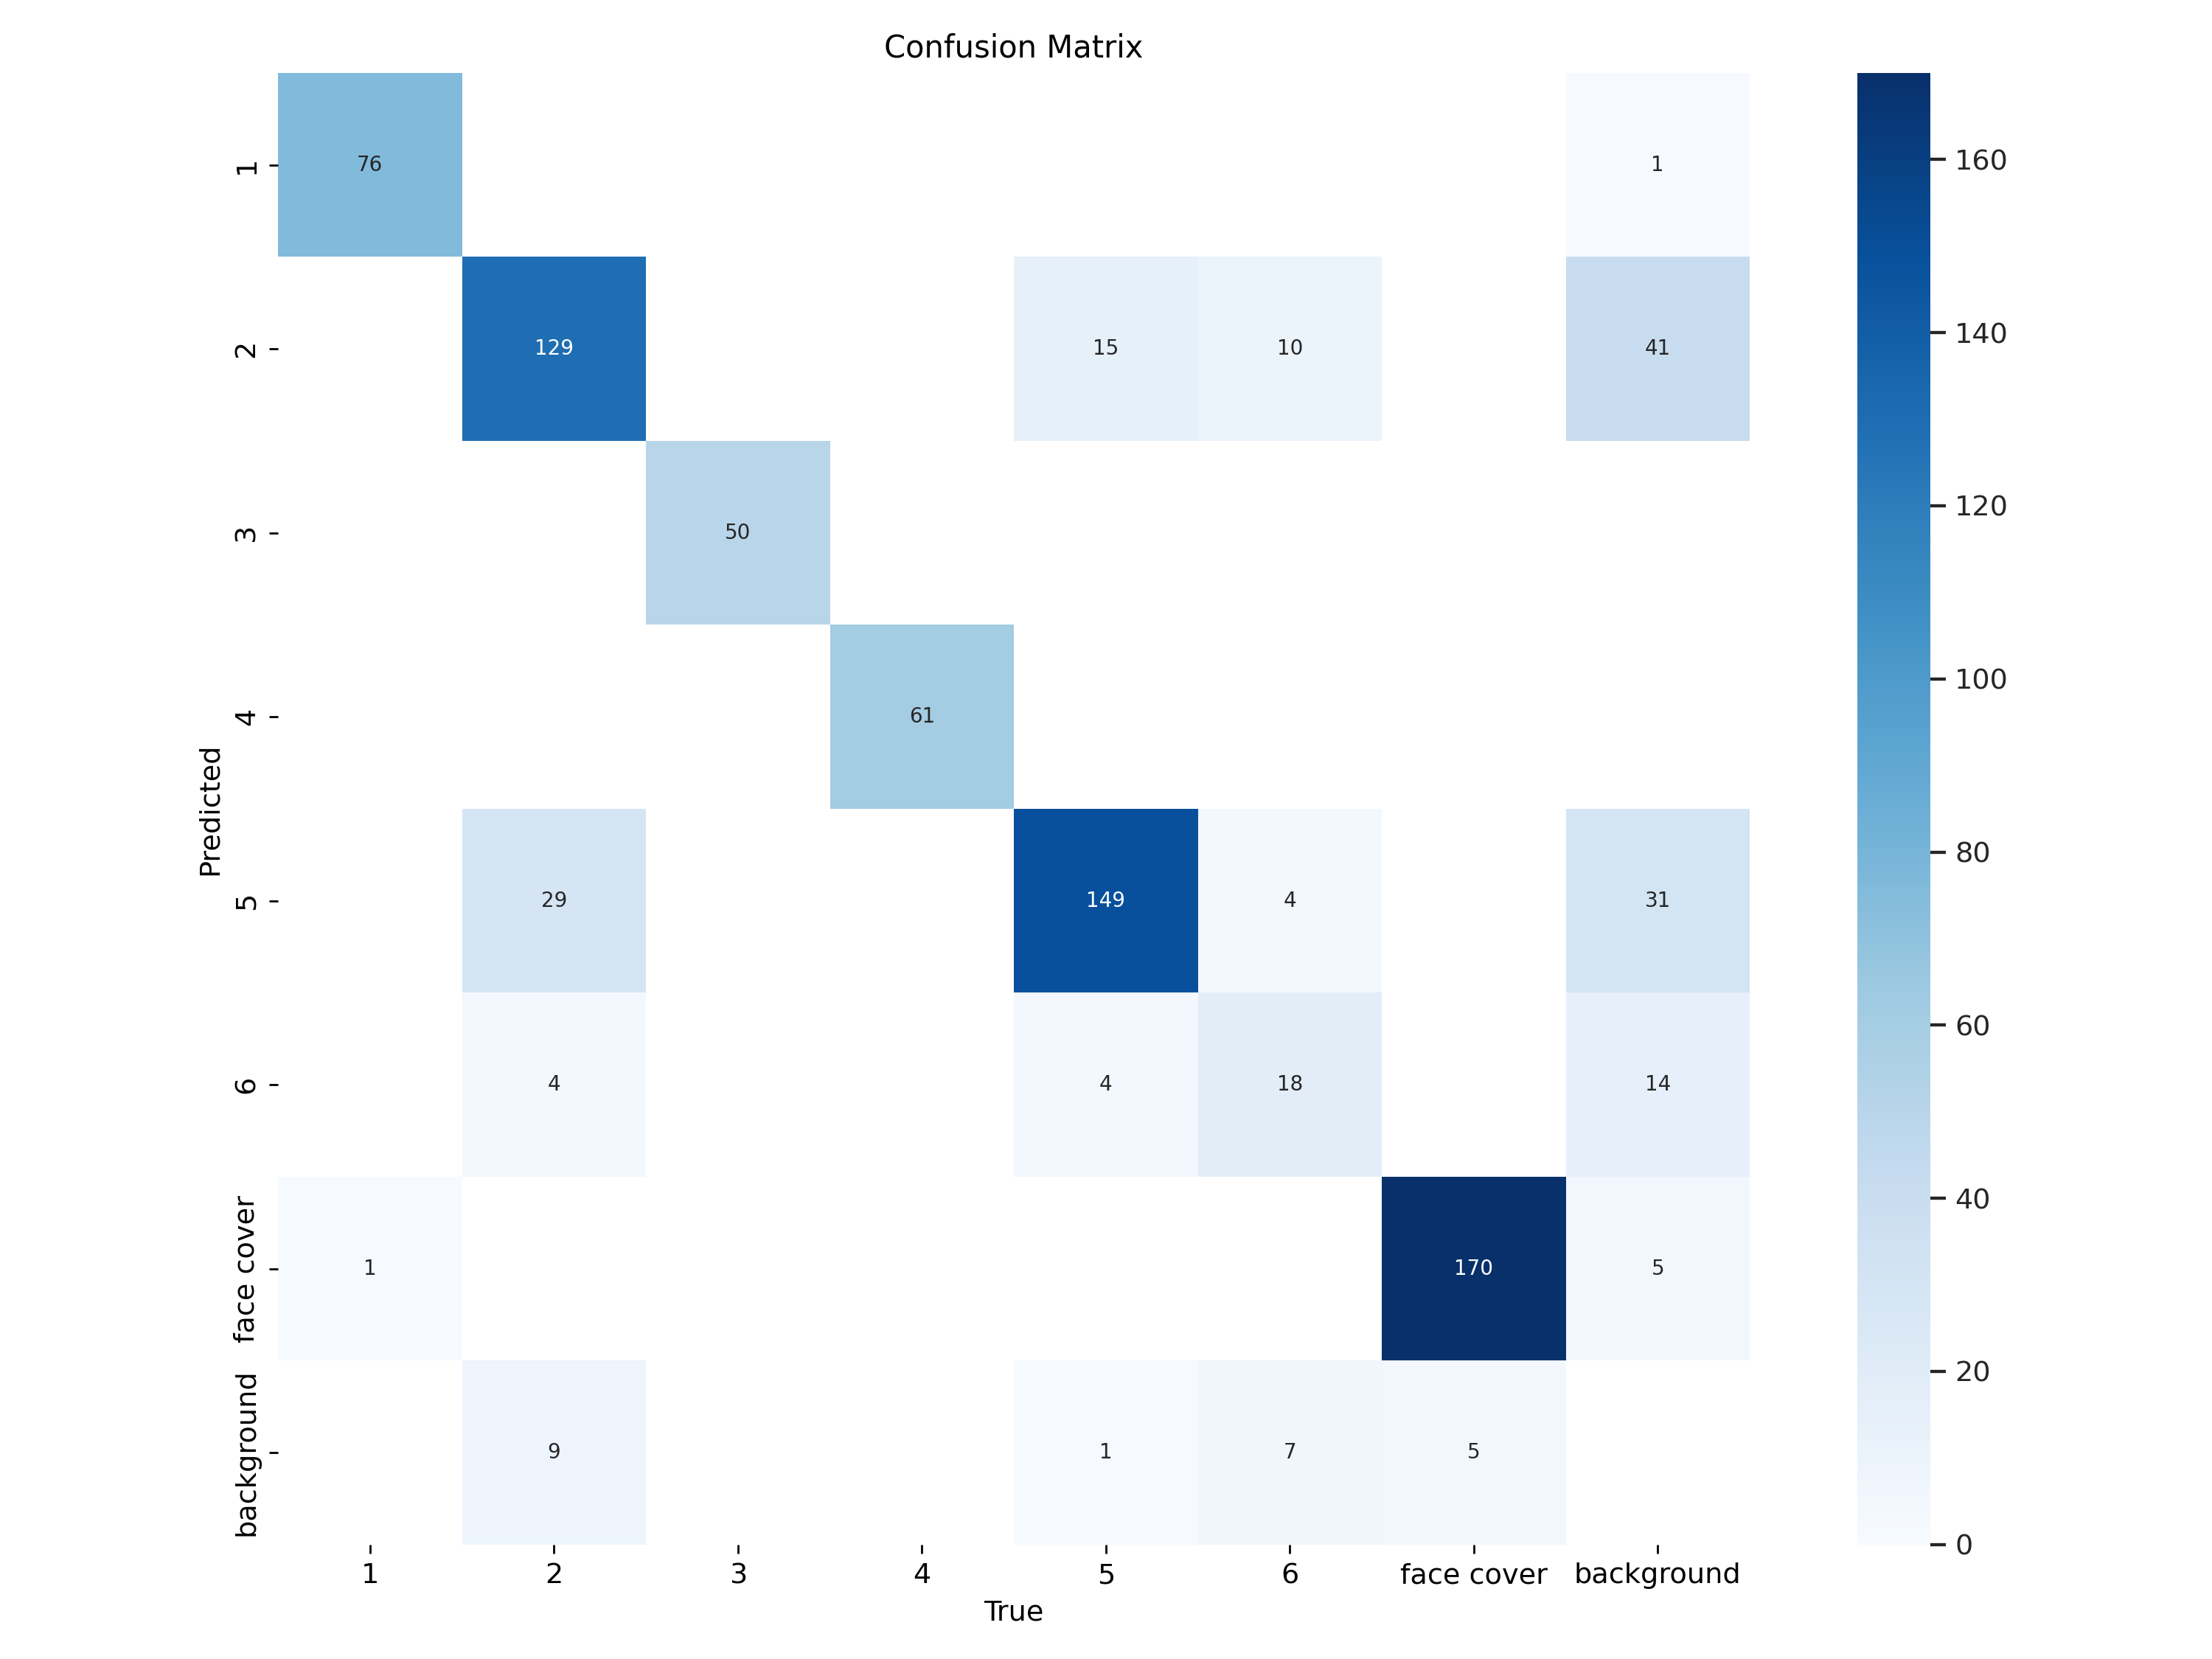 Confusion Matrix
1 76 1
160
2 129 15 10 41
140
3 50
120
4 61
100
Predicted
5 29 149 4 31
80
6 4 4 18 14
60
face cover 1 170 5
40
background 9 1 7 5
20
0
1 2 3 4 5 6 face cover background
True